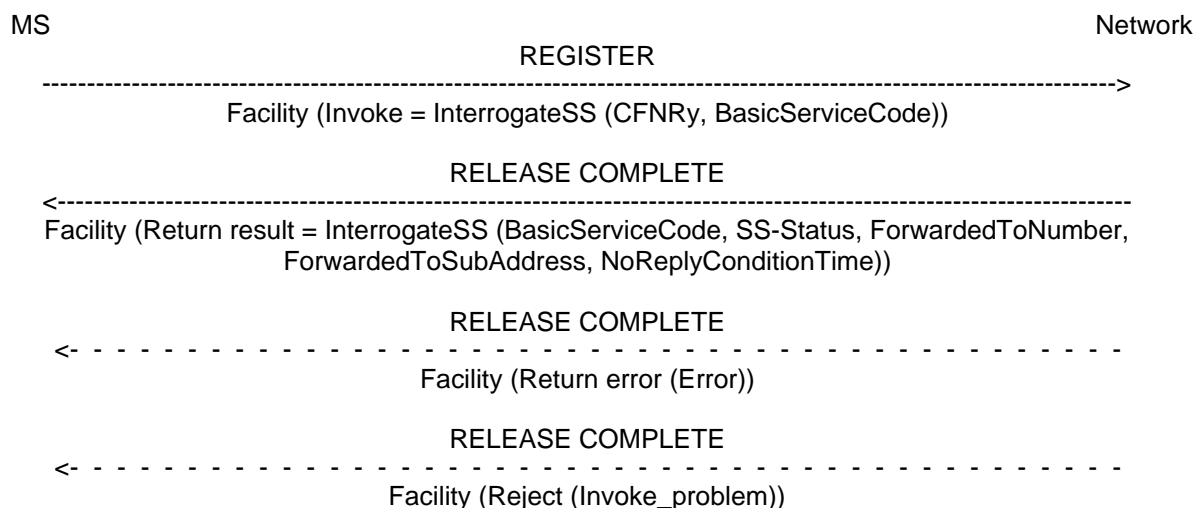 MS Network
REGISTER
------------------------------------------------------------------------------------------------------------------------>
Facility (Invoke = InterrogateSS (CFNRy, BasicServiceCode))
RELEASE COMPLETE
<------------------------------------------------------------------------------------------------------------------------
Facility (Return result = InterrogateSS (BasicServiceCode, SS-Status, ForwardedToNumber,
ForwardedToSubAddress, NoReplyConditionTime))
RELEASE COMPLETE
<- - - - - - - - - - - - - - - - - - - - - - - - - - - - - - - - - - - - - - - - - - - -
Facility (Return error (Error))
RELEASE COMPLETE
<- - - - - - - - - - - - - - - - - - - - - - - - - - - - - - - - - - - - - - - - - - - -
Facility (Reject (Invoke_problem))